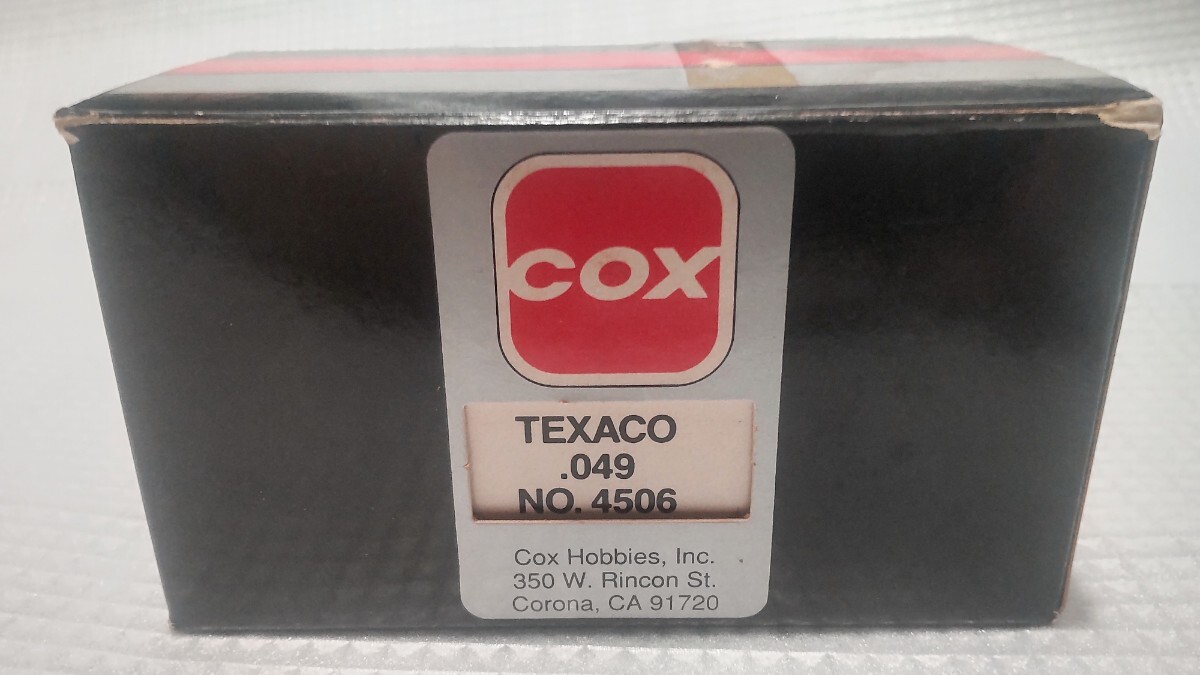 COX
TEXACO
.049
NO. 4506
Cox Hobbies, Inc.
350 W. Rincon St.
Corona, CA 91720